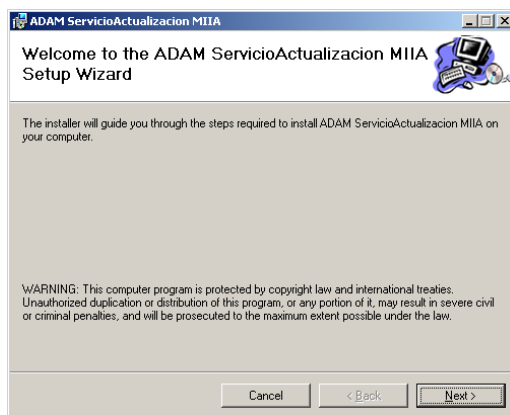 ADAM ServicioActualizacion MIIA
Welcome to the ADAM ServicioActualizacion MIIA
Setup Wizard
The installer will guide you through the steps required to install ADAM ServicioActualizacion MIIA on
your computer.
WARNING: This computer program is protected by copyright law and international treaties.
Unauthorized duplication or distribution of this program, or any portion of it, may result in severe civil
or criminal penalties, and will be prosecuted to the maximum extent possible under the law.
Cancel
< Back
Next >